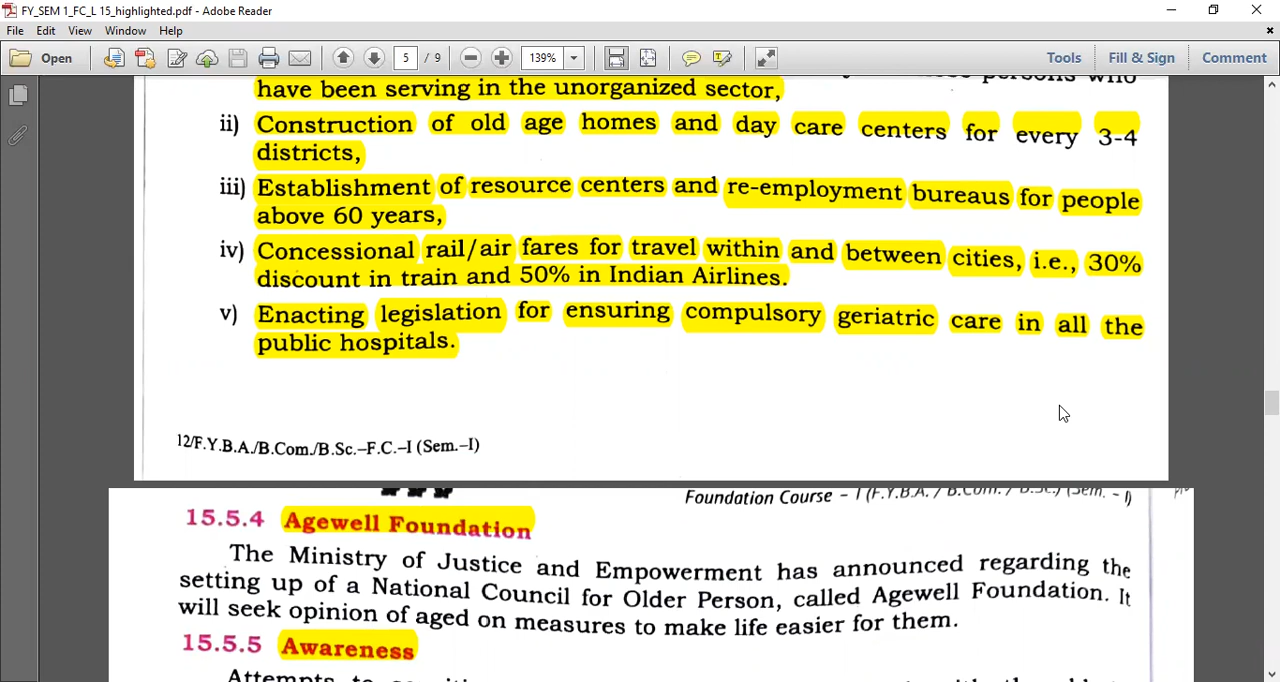 FY_SEM 1_FC_L 15_highlighted.pdf - Adobe Reader
File Edit View Window Help
Open 5 / 9 139% Tools Fill & Sign Comment
persons who
have been serving in the unorganized sector,
ii) Construction of old age homes and day care centers for every 3-4
districts,
iii) Establishment of resource centers and re-employment bureaus for people
above 60 years,
iv) Concessional rail/air fares for travel within and between cities, i.e., 30%
discount in train and 50% in Indian Airlines.
v) Enacting legislation for ensuring compulsory geriatric care in all the
public hospitals.
12/F.Y.B.A./B.Com./B.Sc.–F.C.–I (Sem.–I)
Foundation Course – I (F.Y.B.A. / B.Com. / B.Sc.) (Sem. - I)
15.5.4 Agewell Foundation
The Ministry of Justice and Empowerment has announced regarding the
setting up of a National Council for Older Person, called Agewell Foundation. It
will seek opinion of aged on measures to make life easier for them.
15.5.5 Awareness
Attempts to